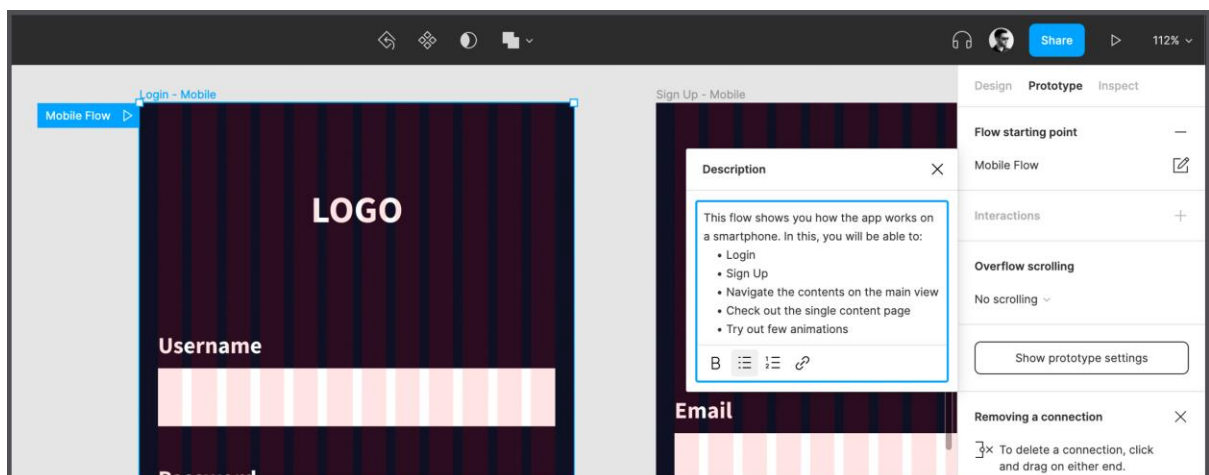 Share
112%
Login - Mobile
Sign Up - Mobile
Design Prototype Inspect
Mobile Flow
Flow starting point
Mobile Flow
Description
LOGO
This flow shows you how the app works on
a smartphone. In this, you will be able to:
• Login
• Sign Up
• Navigate the contents on the main view
• Check out the single content page
• Try out few animations
B
Interactions
Overflow scrolling
No scrolling
Show prototype settings
Username
Email
Removing a connection
To delete a connection, click
and drag on either end.
Password